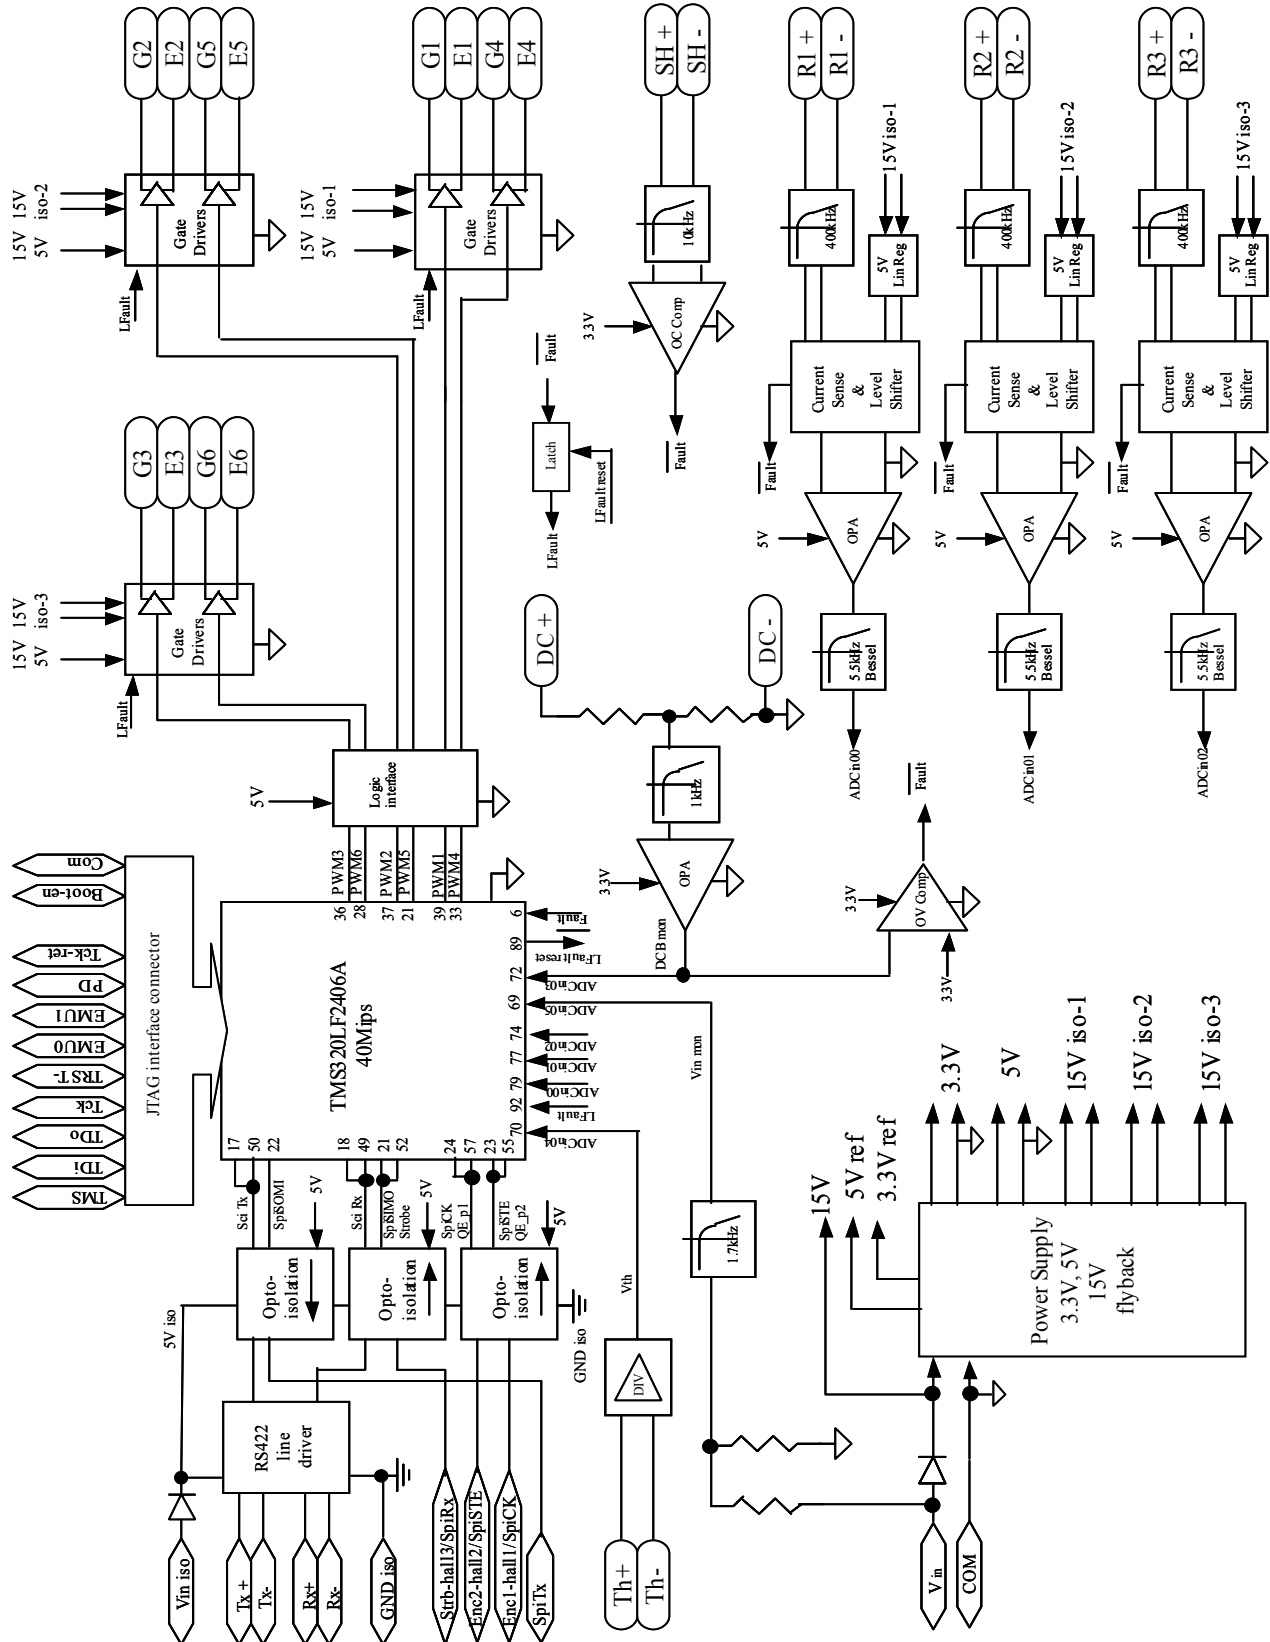 G2
E2
G5
E5
15V 15V
5V iso-2
Gate
Drivers
LFault
G1
E1
G4
E4
15V 15V
5V iso-1
Gate
Drivers
LFault
G3
E3
G6
E6
15V 15V
5V iso-3
Gate
Drivers
LFault
SH +
SH -
10kHz
3.3V
OC Comp
Fault
Fault
Latch
LFault reset
LFault
R1 +
R1 -
400kHz
15V iso-1
5V
Lin Reg
Current
Sense
&
Level
Shifter
Fault
5V
OPA
5.5kHz
Bessel
ADCin00
R2 +
R2 -
400kHz
15V iso-2
5V
Lin Reg
Current
Sense
&
Level
Shifter
Fault
5V
OPA
5.5kHz
Bessel
ADCin01
R3 +
R3 -
400kHz
15V iso-3
5V
Lin Reg
Current
Sense
&
Level
Shifter
Fault
5V
OPA
5.5kHz
Bessel
ADCin02
DC +
DC -
1kHz
3.3V
OPA
DCB mon
3.3V
OV Comp
3.3V
Fault
5V
Logic
interface
PWM3
PWM6
PWM2
PWM5
PWM1
PWM4
36
28
37
21
39
33
Com
Boot-en
Tck-ret
PD
EMU1
EMU0
TRST-
Tck
TDo
TDi
TMS
JTAG interface connector
TMS320LF2406A
40Mips
6
89
72
69
74
77
79
92
70
Fault
LFault reset
ADCin03
ADCin05
ADCin02
ADCin01
ADCin00
LFault
ADCin04
17
50
22
18
49
21
52
24
57
23
55
Sci Tx
SpiSOMI
Sci Rx
SpiSIMO
Strobe
SpiCK
QE_p1
SpiSTE
QE_p2
5V
5V
5V
Opto-
isolation
Opto-
isolation
Opto-
isolation
5V iso
GND iso
RS422
line
driver
Vin iso
Tx +
Tx-
Rx+
Rx-
GND iso
Strb-hall3/SpiRx
Enc2-hall2/SpiSTE
Enc1-hall1/SpiCK
SpiTx
Vth
DIV
Th+
Th-
Vin mon
1.7kHz
Vin
COM
15V
5V ref
3.3V ref
3.3V
5V
15V iso-1
15V iso-2
15V iso-3
Power Supply
3.3V, 5V
15V
flyback